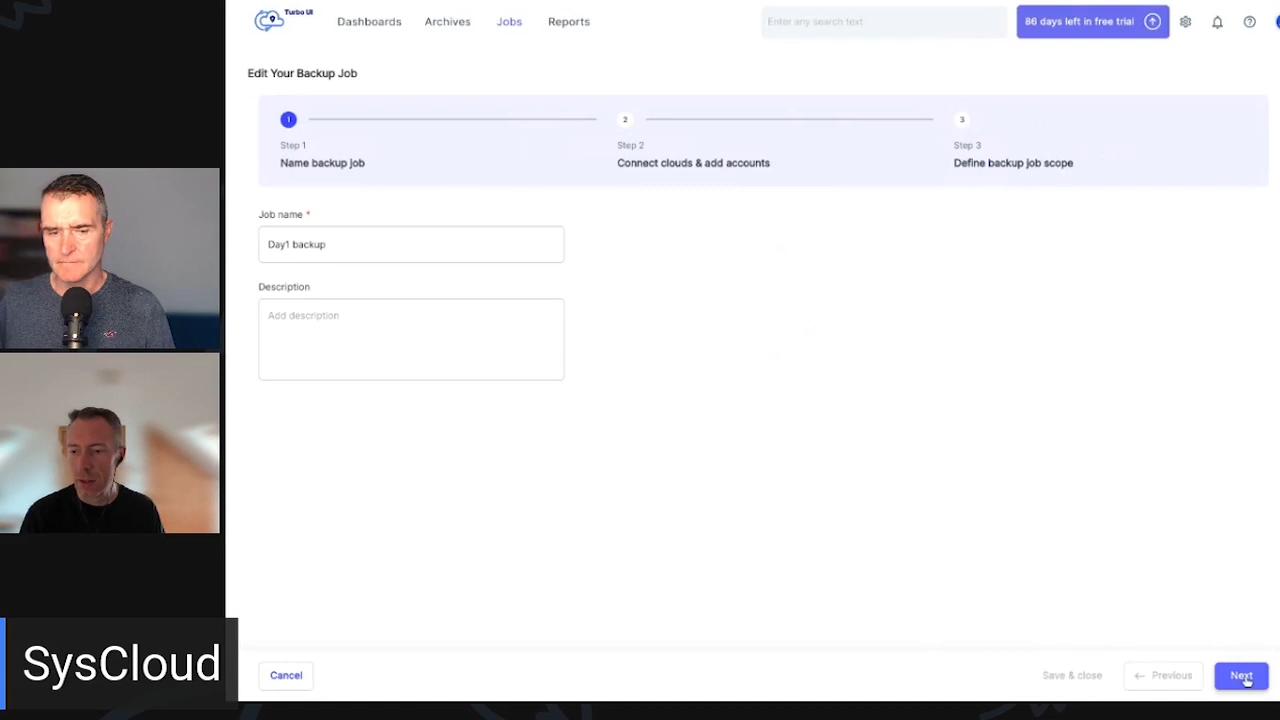 Turbo UI
Dashboards Archives Jobs Reports
Enter any search text
86 days left in free trial
Edit Your Backup Job
1 2 3
Step 1 Step 2 Step 3
Name backup job Connect clouds & add accounts Define backup job scope
Job name *
Day1 backup
Description
Add description
SysCloud
Cancel Save & close ← Previous Next